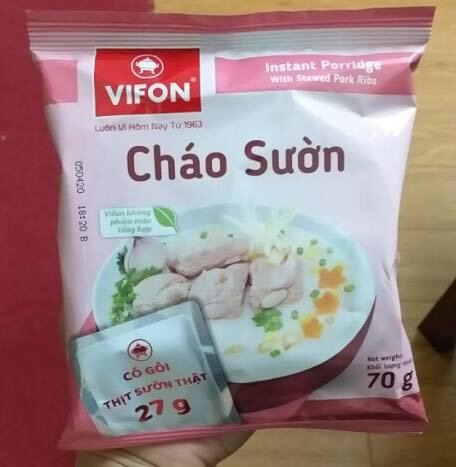 VIFON®
Instant Porridge
With Stewed Pork Ribs
Luôn Vì Hôm Nay Từ 1963
Cháo Sườn
050420 18:20 B
Vifon không
phẩm màu
tổng hợp
CÓ GÓI
THỊT SƯỜN THẬT
27 g
Net weight:
Khối lượng
70 g